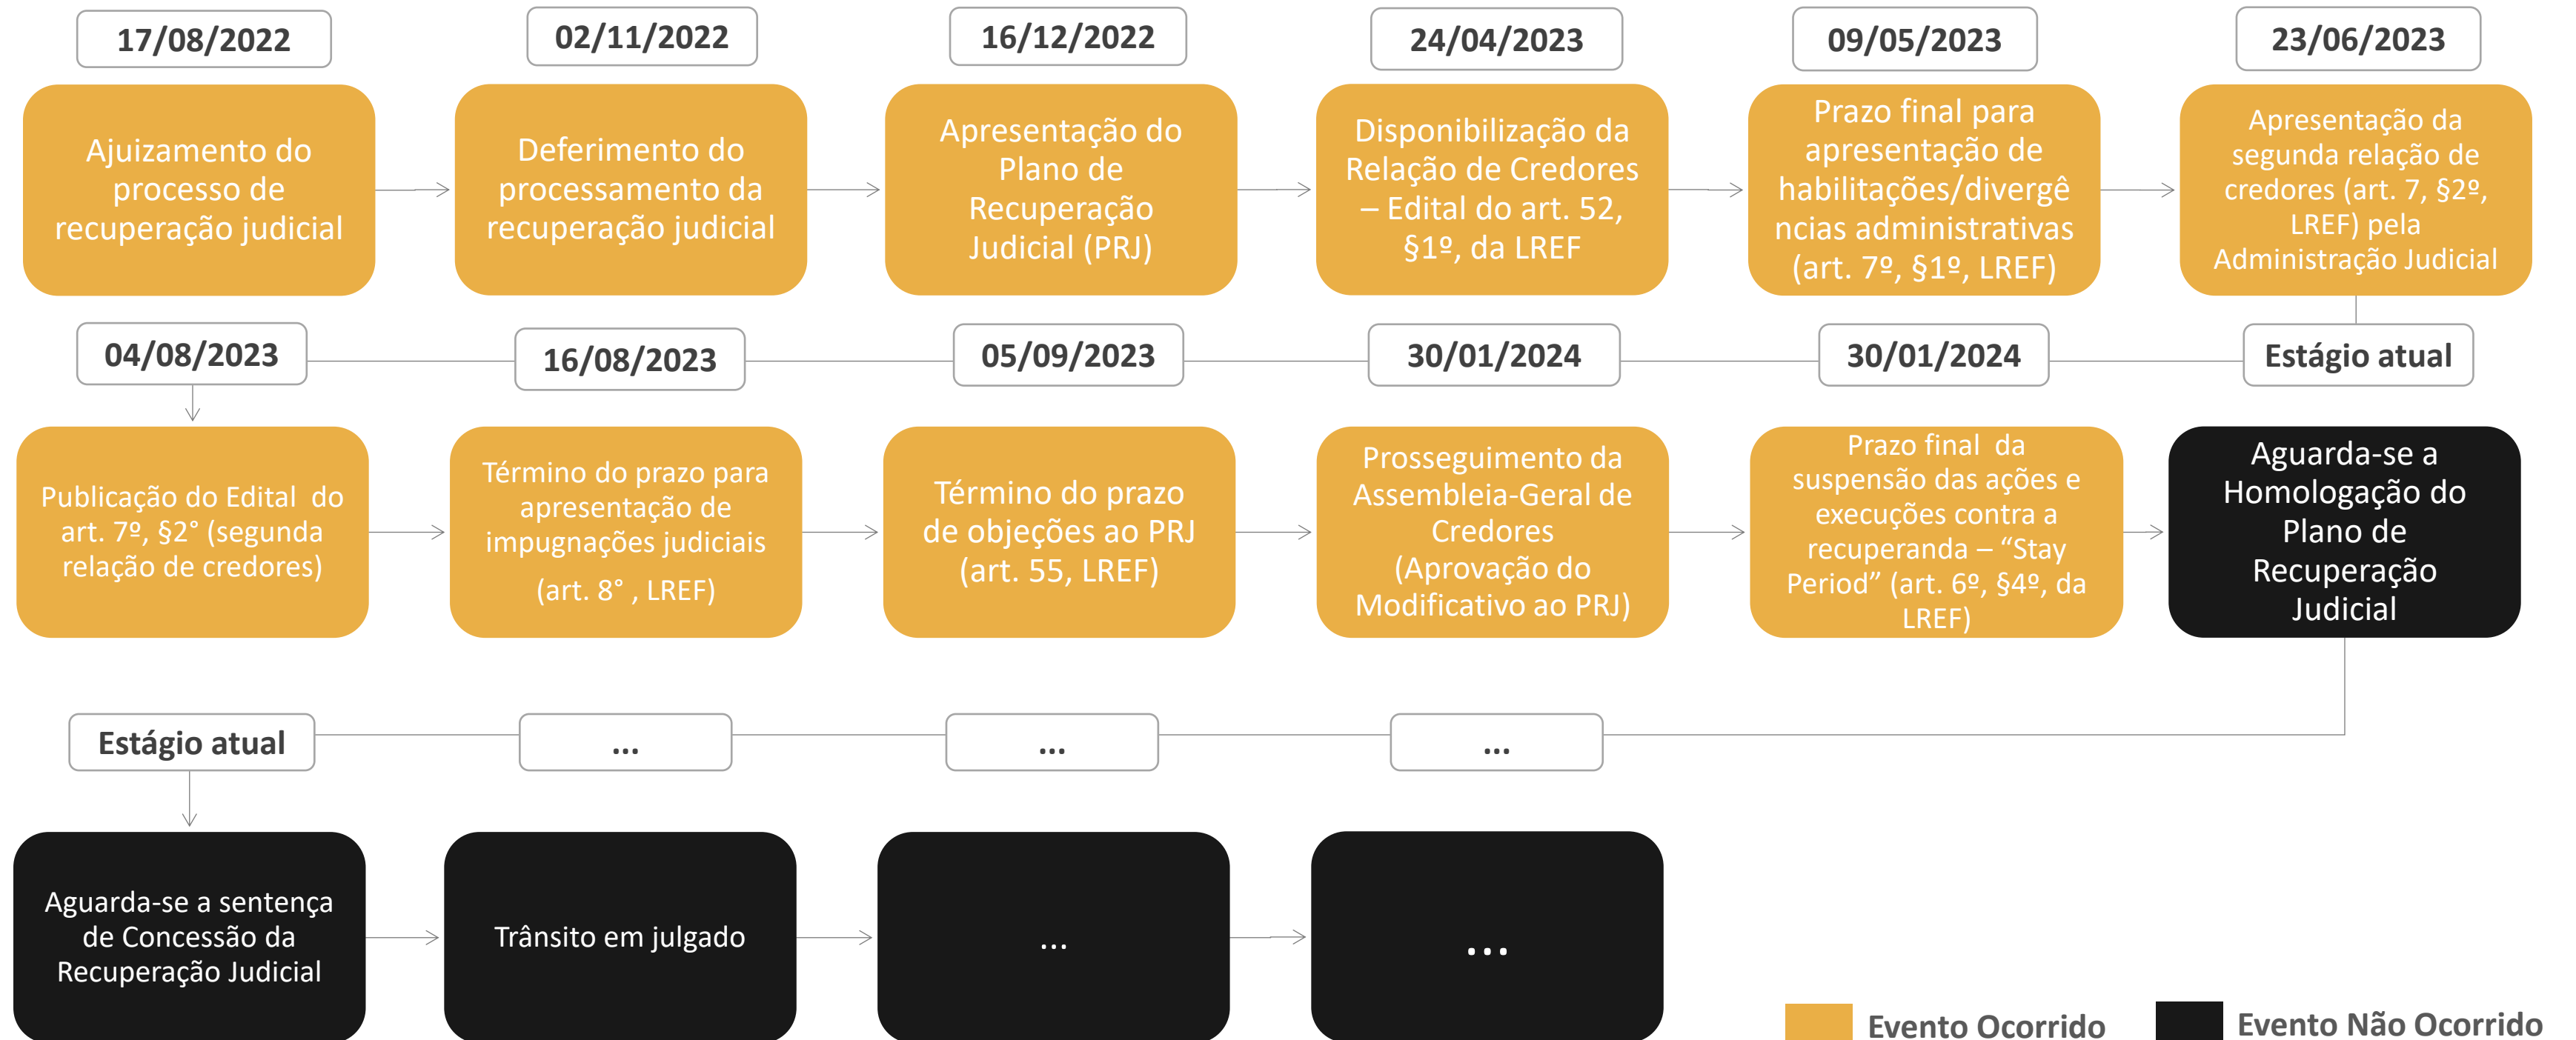 17/08/2022
02/11/2022
16/12/2022
24/04/2023
09/05/2023
23/06/2023
Ajuizamento do
processo de
recuperação judicial
Deferimento do
processamento da
recuperação judicial
Apresentação do
Plano de
Recuperação
Judicial (PRJ)
Disponibilização da
Relação de Credores
– Edital do art. 52,
§1º, da LREF
Prazo final para
apresentação de
habilitações/divergê
ncias administrativas
(art. 7º, §1º, LREF)
Apresentação da
segunda relação de
credores (art. 7, §2º,
LREF) pela
Administração Judicial
04/08/2023
16/08/2023
05/09/2023
30/01/2024
30/01/2024
Estágio atual
Publicação do Edital  do
art. 7º, §2° (segunda
relação de credores)
Término do prazo para
apresentação de
impugnações judiciais
(art. 8° , LREF)
Término do prazo
de objeções ao PRJ
(art. 55, LREF)
Prosseguimento da
Assembleia-Geral de
Credores
(Aprovação do
Modificativo ao PRJ)
Prazo final  da
suspensão das ações e
execuções contra a
recuperanda – “Stay
Period” (art. 6º, §4º, da
LREF)
Aguarda-se a
Homologação do
Plano de
Recuperação
Judicial
Estágio atual
...
...
...
Aguarda-se a sentença
de Concessão da
Recuperação Judicial
Trânsito em julgado
...
...
Evento Ocorrido
Evento Não Ocorrido